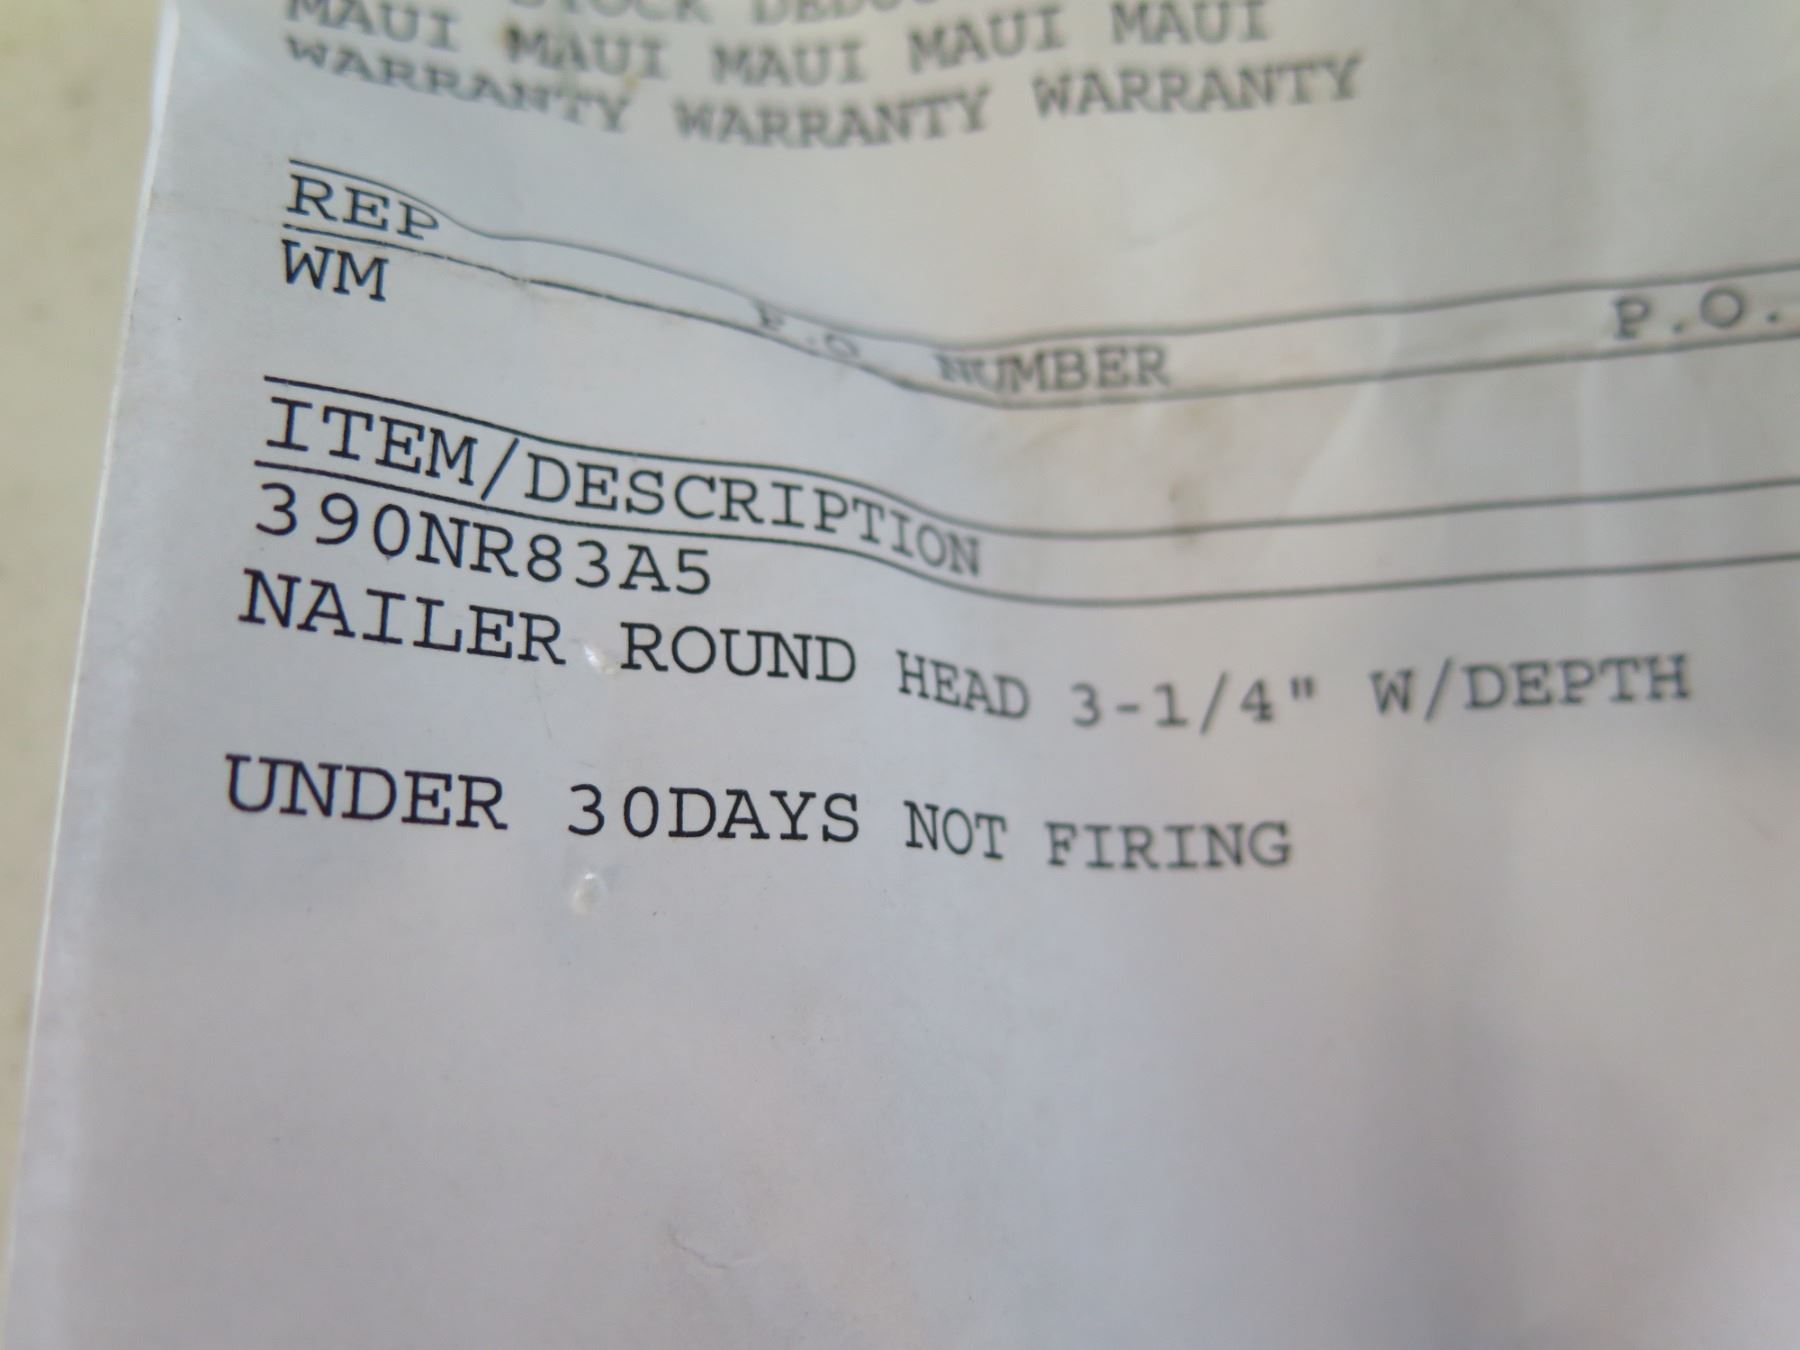 STOCK
MAUI MAUI MAUI MAUI MAUI
WARRANTY WARRANTY WARRANTY
REP P.O NUMBER P.O.
WM
ITEM/DESCRIPTION
390NR83A5
NAILER ROUND HEAD 3-1/4" W/DEPTH
UNDER 30DAYS NOT FIRING